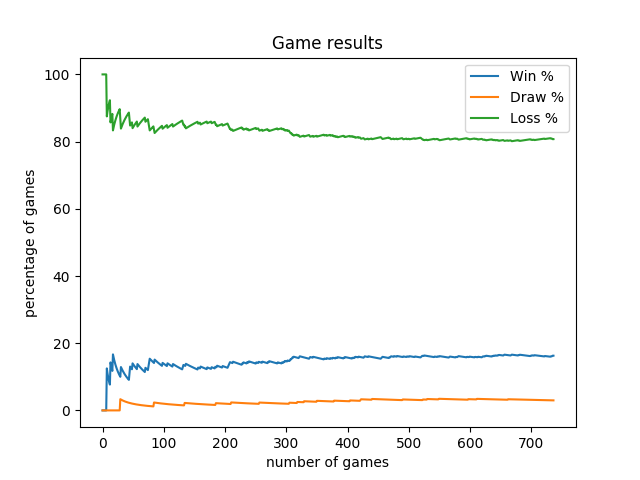 Game results
Win %
Draw %
Loss %
percentage of games
100
80
60
40
20
0
0 100 200 300 400 500 600 700
number of games